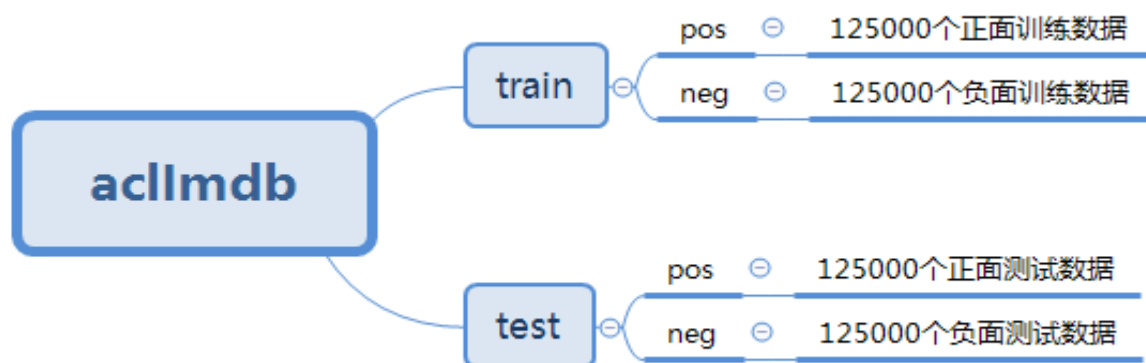 aclImdb
train
pos
125000个正面训练数据
neg
125000个负面训练数据
test
pos
125000个正面测试数据
neg
125000个负面测试数据